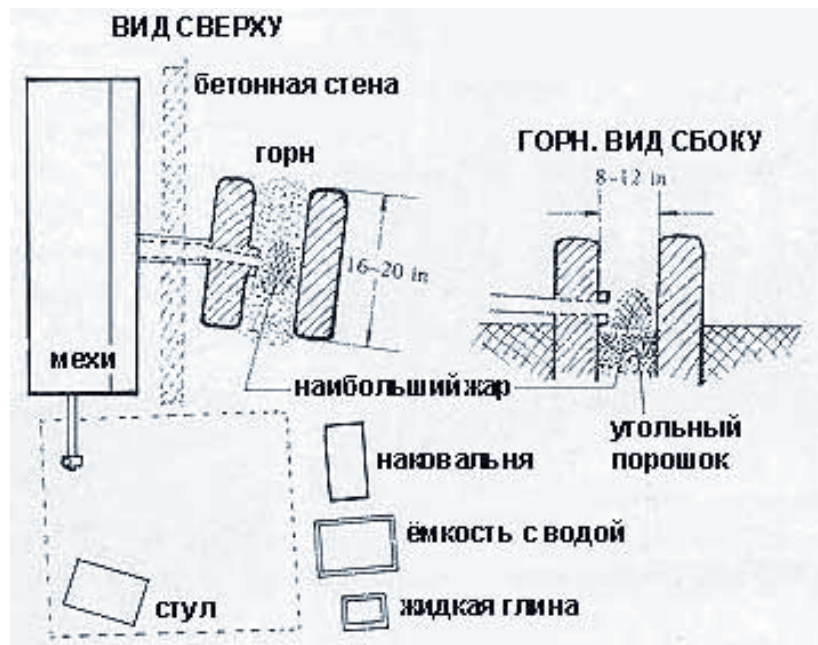 ВИД СВЕРХУ
бетонная стена
горн
ГОРН. ВИД СБОКУ
8-12 in
16-20 in
мехи
наибольший жар
угольный
порошок
наковальня
ёмкость с водой
жидкая глина
стул